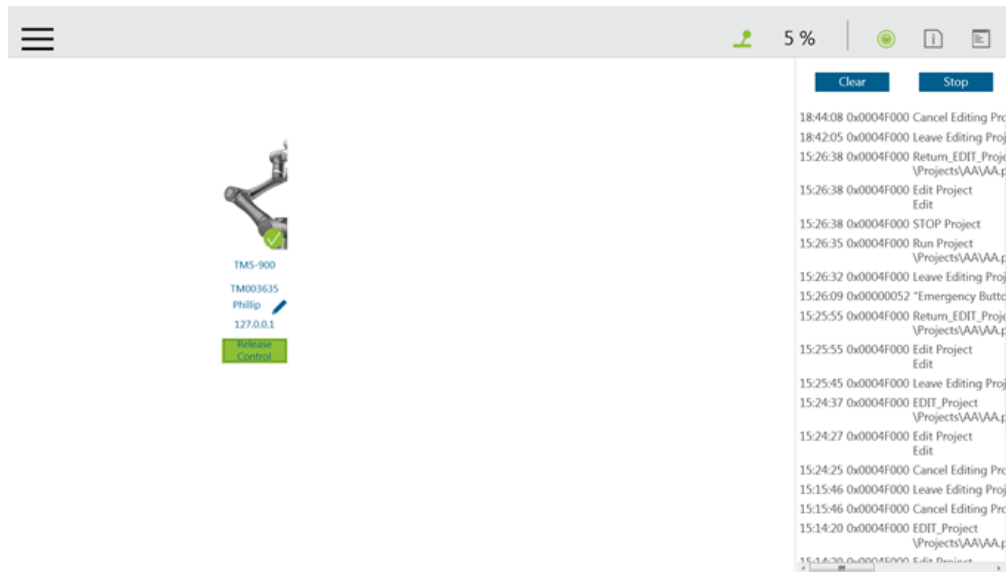 5 %
TM5-900
TM003635
Phillip
127.0.0.1
Release
Control
Clear
Stop
18:44:08 0x0004F000 Cancel Editing Pro
18:42:05 0x0004F000 Leave Editing Proj
15:26:38 0x0004F000 Return_EDIT_Proje
\Projects\AA\AA.p
15:26:38 0x0004F000 Edit Project
Edit
15:26:38 0x0004F000 STOP Project
15:26:35 0x0004F000 Run Project
\Projects\AA\AA.p
15:26:32 0x0004F000 Leave Editing Proj
15:26:09 0x00000052 "Emergency Butto
15:25:55 0x0004F000 Return_EDIT_Proje
\Projects\AA\AA.p
15:25:55 0x0004F000 Edit Project
Edit
15:25:45 0x0004F000 Leave Editing Proj
15:24:37 0x0004F000 EDIT_Project
\Projects\AA\AA.p
15:24:27 0x0004F000 Edit Project
Edit
15:24:25 0x0004F000 Cancel Editing Pro
15:15:46 0x0004F000 Leave Editing Proj
15:15:46 0x0004F000 Cancel Editing Pro
15:14:20 0x0004F000 EDIT_Project
\Projects\AA\AA.p
15:14:20 0x0004F000 Edit Project